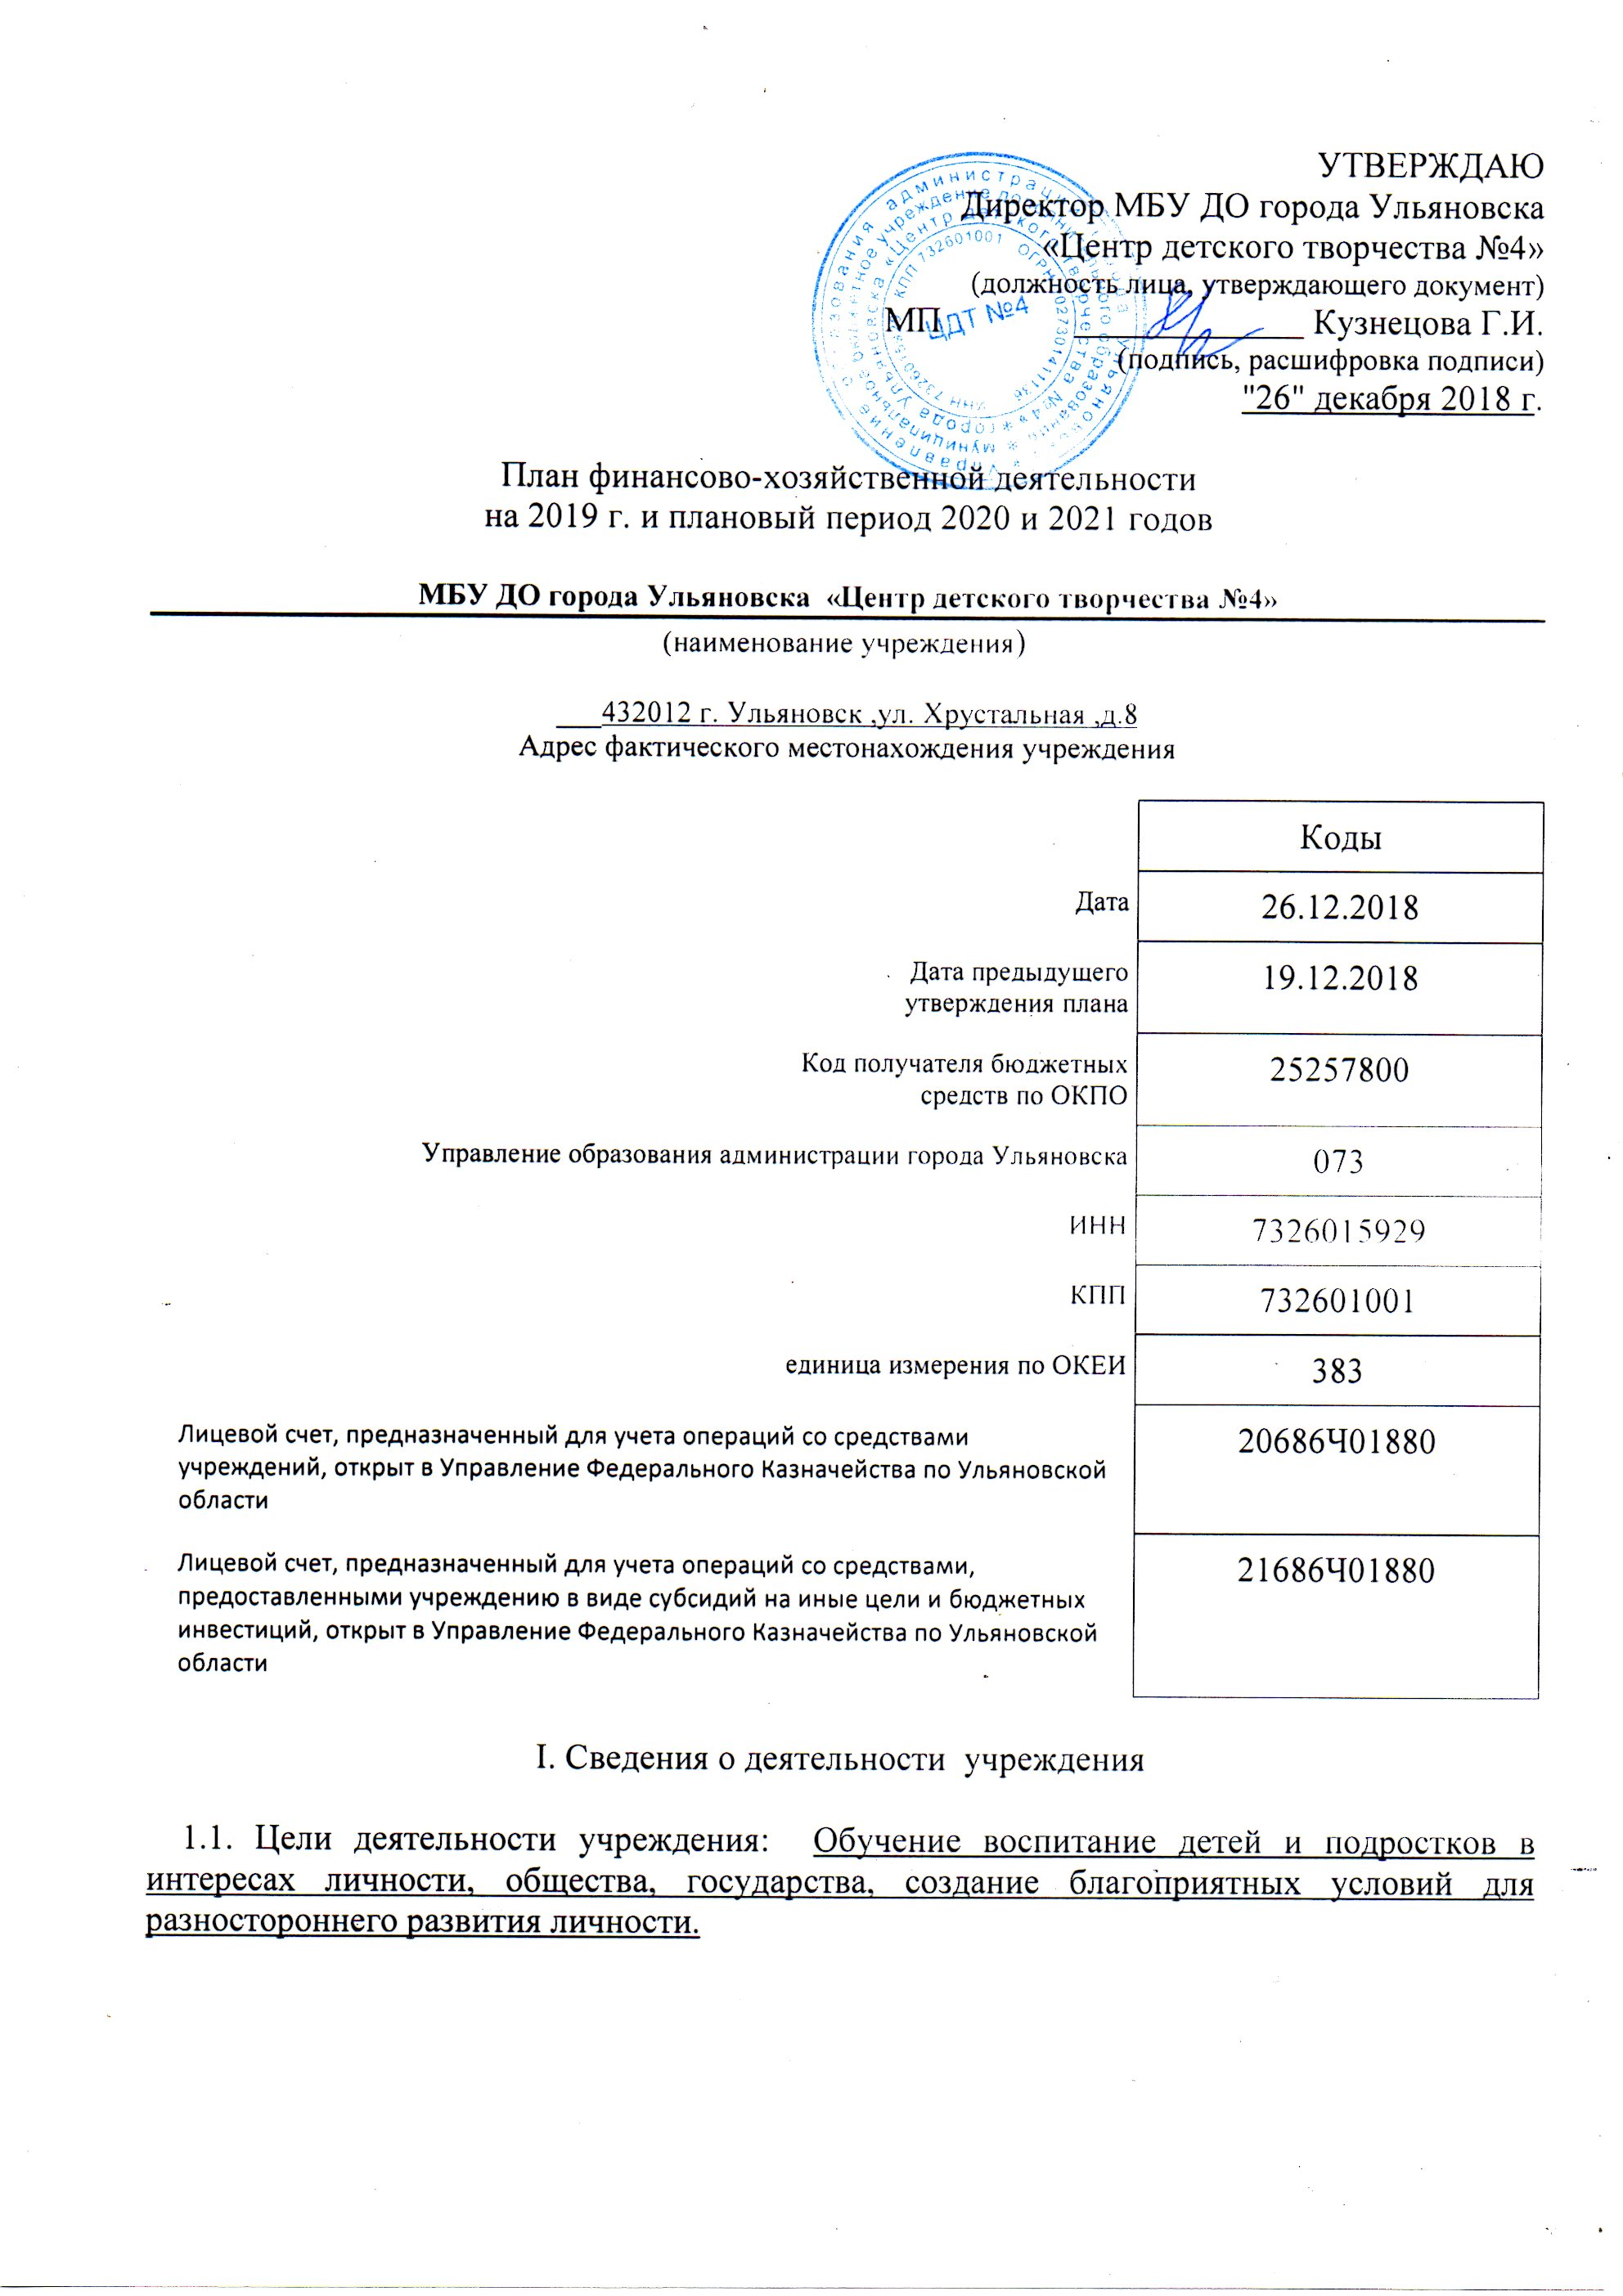 УТВЕРЖДАЮ
Директор МБУ ДО города Ульяновска
«Центр детского творчества №4»
(должность лица, утверждающего документ)
МП ______________ Кузнецова Г.И.
(подпись, расшифровка подписи)
"26" декабря 2018 г.
ЦДТ №4
КПП 732601001
План финансово-хозяйственной деятельности
на 2019 г. и плановый период 2020 и 2021 годов
МБУ ДО города Ульяновска «Центр детского творчества №4»
(наименование учреждения)
___432012 г. Ульяновск ,ул. Хрустальная ,д.8
Адрес фактического местонахождения учреждения
Коды
Дата 26.12.2018
Дата предыдущего 19.12.2018
утверждения плана
Код получателя бюджетных 25257800
средств по ОКПО
Управление образования администрации города Ульяновска 073
ИНН 7326015929
КПП 732601001
единица измерения по ОКЕИ 383
Лицевой счет, предназначенный для учета операций со средствами 20686Ч01880
учреждений, открыт в Управление Федерального Казначейства по Ульяновской
области
Лицевой счет, предназначенный для учета операций со средствами, 21686Ч01880
предоставленными учреждению в виде субсидий на иные цели и бюджетных
инвестиций, открыт в Управление Федерального Казначейства по Ульяновской
области
I. Сведения о деятельности учреждения
1.1. Цели деятельности учреждения: Обучение воспитание детей и подростков в
интересах личности, общества, государства, создание благоприятных условий для
разностороннего развития личности.